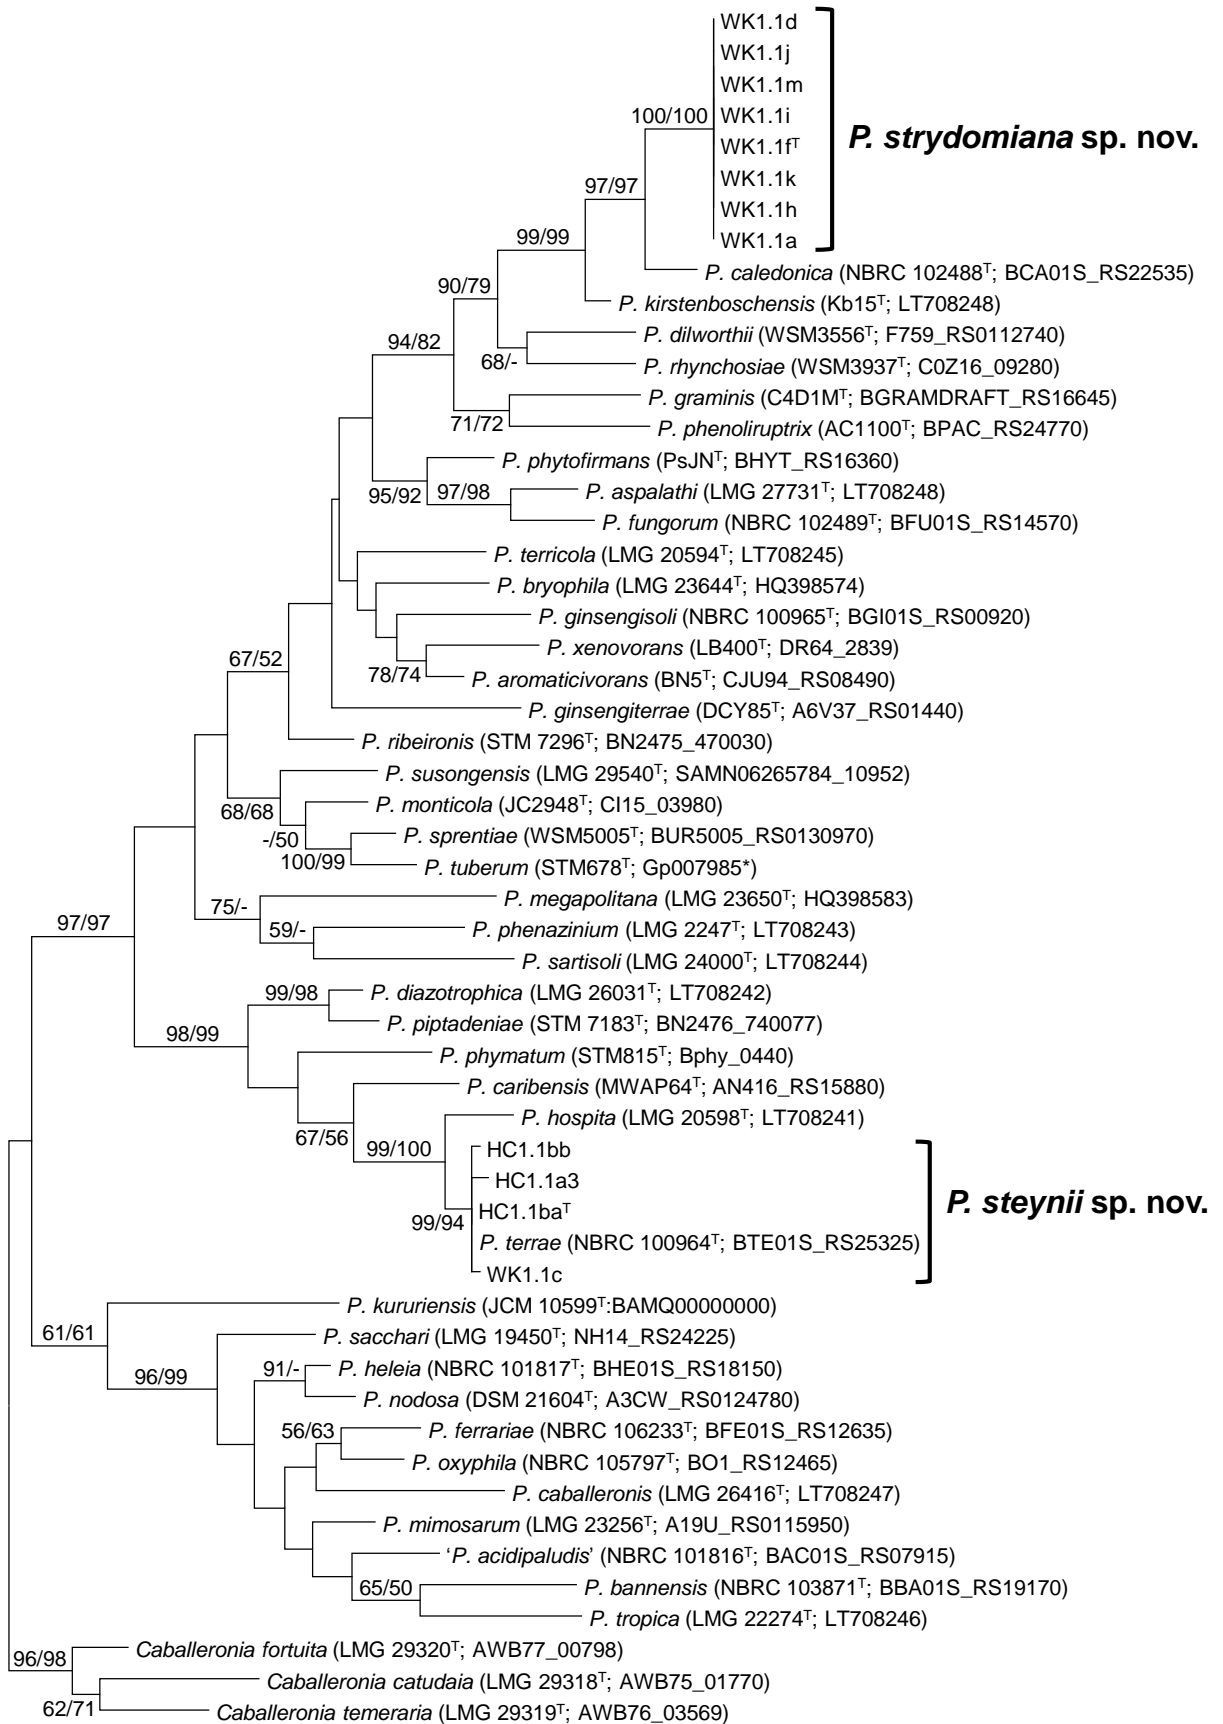 WK1.1d
WK1.1j
WK1.1m
WK1.1i
100/100
WK1.1fᵀ
P. strydomiana sp. nov.
WK1.1k
97/97
WK1.1h
WK1.1a
99/99
P. caledonica (NBRC 102488ᵀ; BCA01S_RS22535)
90/79
P. kirstenboschensis (Kb15ᵀ; LT708248)
94/82
P. dilworthii (WSM3556ᵀ; F759_RS0112740)
68/-
P. rhynchosiae (WSM3937ᵀ; C0Z16_09280)
P. graminis (C4D1Mᵀ; BGRAMDRAFT_RS16645)
71/72
P. phenoliruptrix (AC1100ᵀ; BPAC_RS24770)
P. phytofirmans (PsJNᵀ; BHYT_RS16360)
95/92
97/98
P. aspalathi (LMG 27731ᵀ; LT708248)
P. fungorum (NBRC 102489ᵀ; BFU01S_RS14570)
P. terricola (LMG 20594ᵀ; LT708245)
P. bryophila (LMG 23644ᵀ; HQ398574)
P. ginsengisoli (NBRC 100965ᵀ; BGI01S_RS00920)
P. xenovorans (LB400ᵀ; DR64_2839)
67/52
78/74
P. aromaticivorans (BN5ᵀ; CJU94_RS08490)
P. ginsengiterrae (DCY85ᵀ; A6V37_RS01440)
P. ribeironis (STM 7296ᵀ; BN2475_470030)
P. susongensis (LMG 29540ᵀ; SAMN06265784_10952)
68/68
P. monticola (JC2948ᵀ; CI15_03980)
-/50
P. sprentiae (WSM5005ᵀ; BUR5005_RS0130970)
100/99
P. tuberum (STM678ᵀ; Gp007985*)
P. megapolitana (LMG 23650ᵀ; HQ398583)
75/-
97/97
59/-
P. phenazinium (LMG 2247ᵀ; LT708243)
P. sartisoli (LMG 24000ᵀ; LT708244)
99/98
P. diazotrophica (LMG 26031ᵀ; LT708242)
P. piptadeniae (STM 7183ᵀ; BN2476_740077)
98/99
P. phymatum (STM815ᵀ; Bphy_0440)
P. caribensis (MWAP64ᵀ; AN416_RS15880)
P. hospita (LMG 20598ᵀ; LT708241)
67/56
99/100
HC1.1bb
HC1.1a3
HC1.1baᵀ
P. steynii sp. nov.
99/94
P. terrae (NBRC 100964ᵀ; BTE01S_RS25325)
WK1.1c
P. kururiensis (JCM 10599ᵀ:BAMQ00000000)
61/61
P. sacchari (LMG 19450ᵀ; NH14_RS24225)
96/99
91/-
P. heleia (NBRC 101817ᵀ; BHE01S_RS18150)
P. nodosa (DSM 21604ᵀ; A3CW_RS0124780)
56/63
P. ferrariae (NBRC 106233ᵀ; BFE01S_RS12635)
P. oxyphila (NBRC 105797ᵀ; BO1_RS12465)
P. caballeronis (LMG 26416ᵀ; LT708247)
P. mimosarum (LMG 23256ᵀ; A19U_RS0115950)
‘P. acidipaludis’ (NBRC 101816ᵀ; BAC01S_RS07915)
65/50
P. bannensis (NBRC 103871ᵀ; BBA01S_RS19170)
P. tropica (LMG 22274ᵀ; LT708246)
96/98
Caballeronia fortuita (LMG 29320ᵀ; AWB77_00798)
Caballeronia catudaia (LMG 29318ᵀ; AWB75_01770)
62/71
Caballeronia temeraria (LMG 29319ᵀ; AWB76_03569)